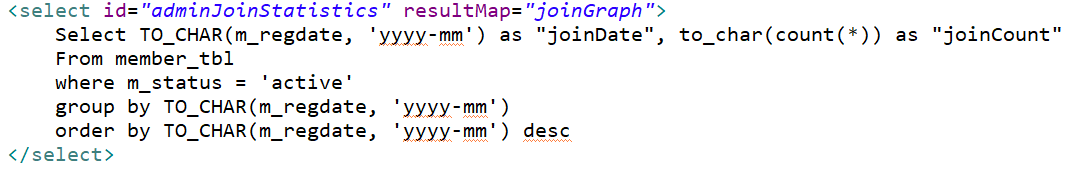 <select id="adminJoinStatistics" resultMap="joinGraph">
    Select TO_CHAR(m_regdate, 'yyyy-mm') as "joinDate", to_char(count(*)) as "joinCount"
    From member_tbl
    where m_status = 'active'
    group by TO_CHAR(m_regdate, 'yyyy-mm')
    order by TO_CHAR(m_regdate, 'yyyy-mm') desc
</select>